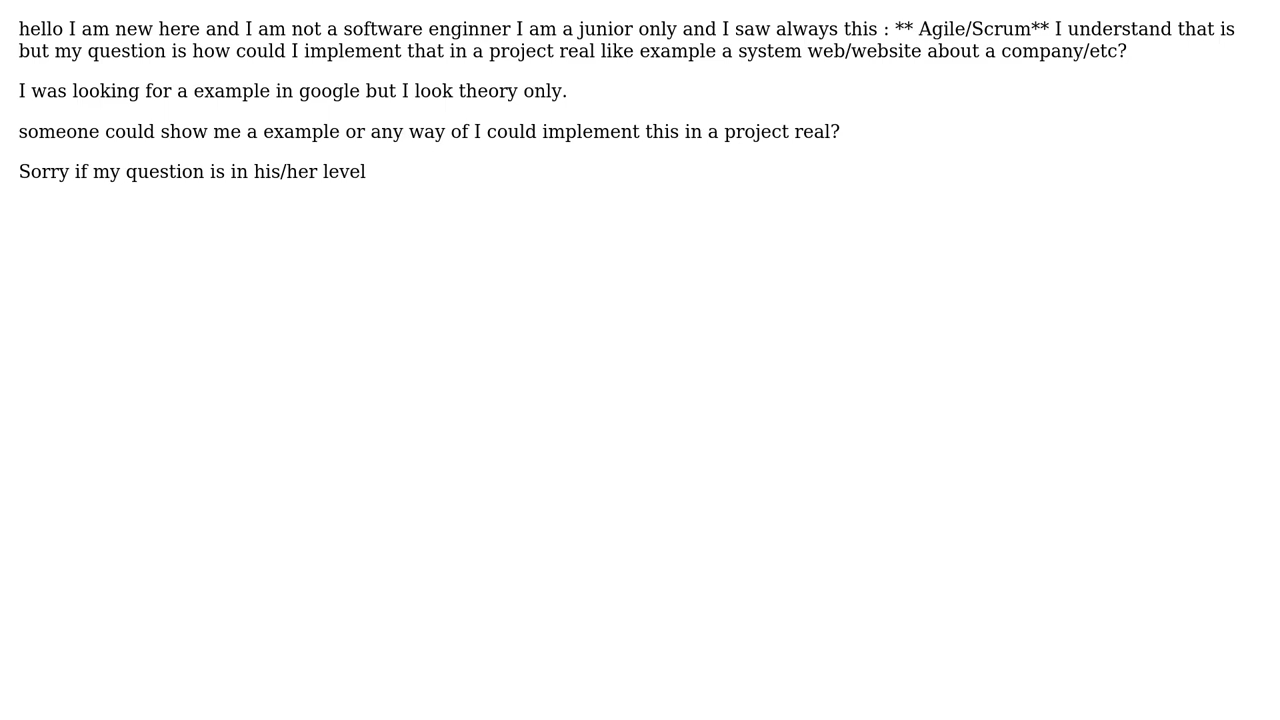 hello I am new here and I am not a software enginner I am a junior only and I saw always this : ** Agile/Scrum** I understand that is
but my question is how could I implement that in a project real like example a system web/website about a company/etc?
I was looking for a example in google but I look theory only.
someone could show me a example or any way of I could implement this in a project real?
Sorry if my question is in his/her level